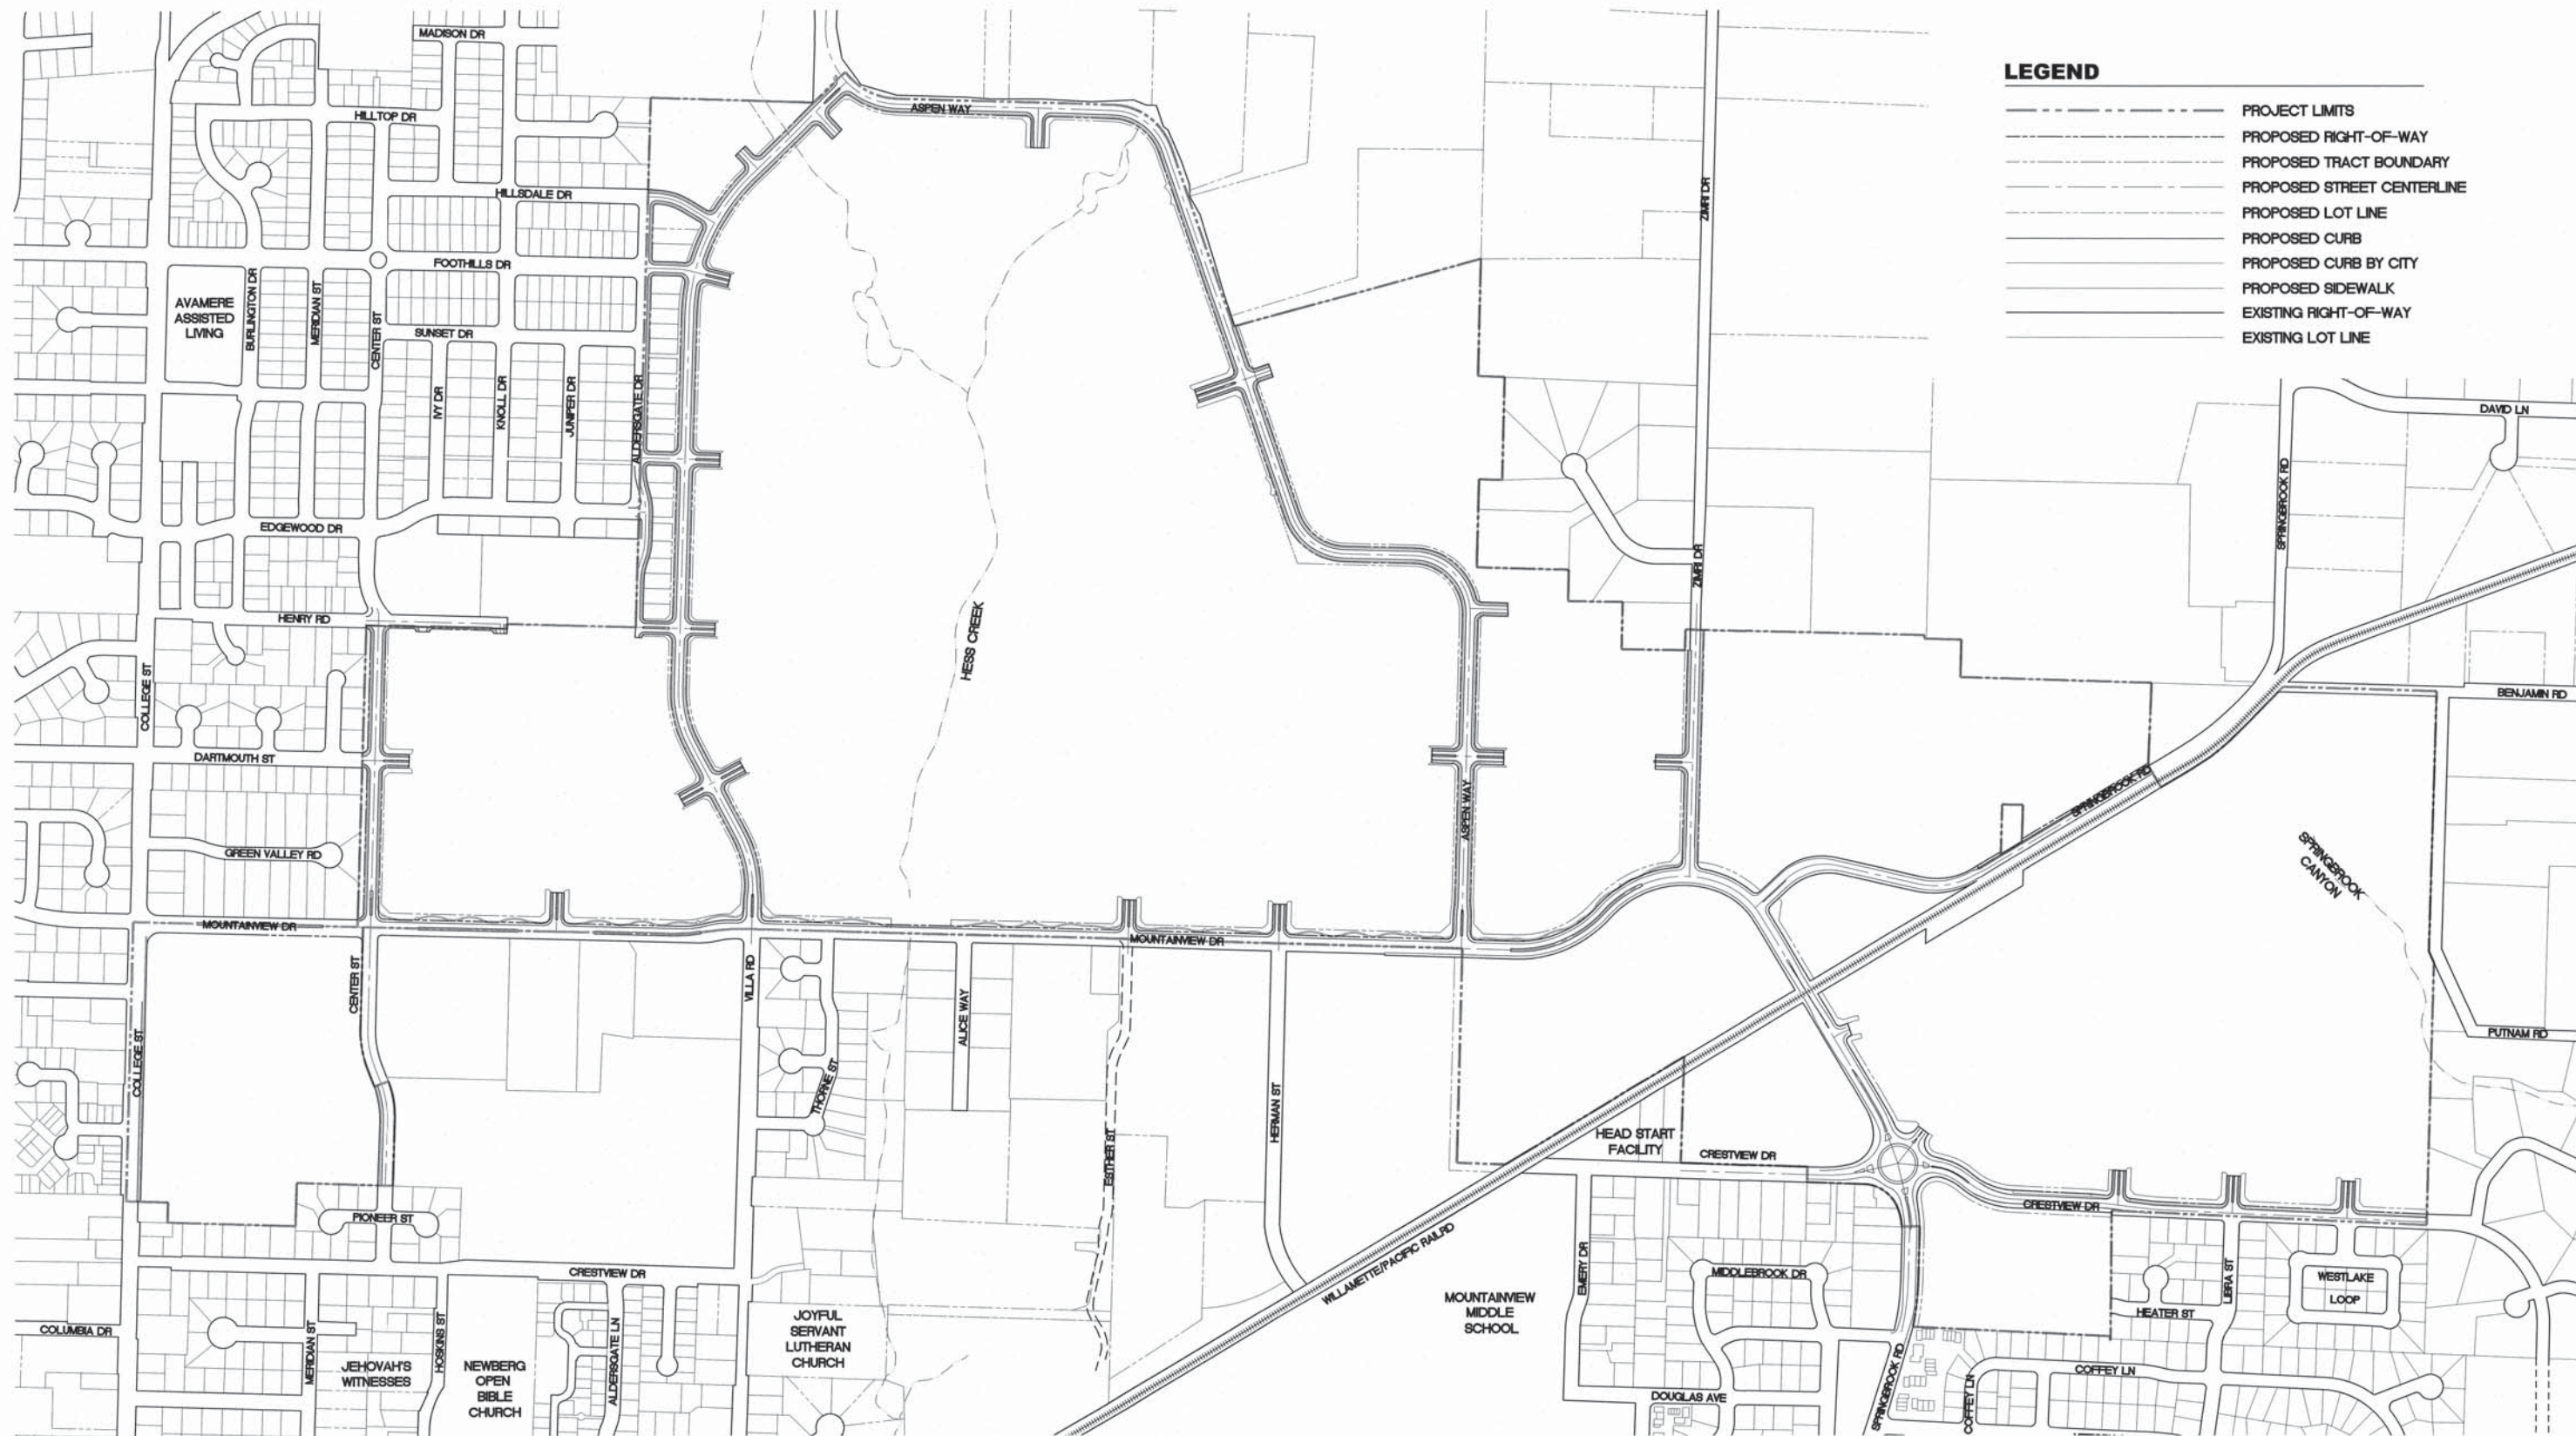 MADISON DR
HILLTOP DR
ASPEN WAY
HILLSDALE DR
FOOTHILLS DR
SUNSET DR
AVAMERE
ASSISTED
LIVING
BURLINGTON DR
MERIDIAN ST
CENTER ST
IVY DR
KNOLL DR
JUNIPER DR
ALDERSGATE DR
EDGEWOOD DR
HENRY RD
COLLEGE ST
DARTMOUTH ST
GREEN VALLEY RD
HESS CREEK
ZIMRI DR
LEGEND
PROJECT LIMITS
PROPOSED RIGHT-OF-WAY
PROPOSED TRACT BOUNDARY
PROPOSED STREET CENTERLINE
PROPOSED LOT LINE
PROPOSED CURB
PROPOSED CURB BY CITY
PROPOSED SIDEWALK
EXISTING RIGHT-OF-WAY
EXISTING LOT LINE
DAVID LN
SPRINGBROOK RD
ZIMRI DR
BENJAMIN RD
ASPEN WAY
SPRINGBROOK RD
SPRINGBROOK
CANYON
PUTNAM RD
MOUNTAINVIEW DR
MOUNTAINVIEW DR
CENTER ST
VILLA RD
COLLEGE ST
THORNE ST
ALICE WAY
ESTHER ST
HERMAN ST
HEAD START
FACILITY
CRESTVIEW DR
CRESTVIEW DR
PIONEER ST
CRESTVIEW DR
WILLAMETTE/PACIFIC RAILRD
EMERY DR
MIDDLEBROOK DR
LIBRA ST
WESTLAKE
LOOP
HEATER ST
MOUNTAINVIEW
MIDDLE
SCHOOL
COLUMBIA DR
MERIDIAN ST
JEHOVAH'S
WITNESSES
HOSKINS ST
NEWBERG
OPEN
BIBLE
CHURCH
ALDERSGATE LN
JOYFUL
SERVANT
LUTHERAN
CHURCH
DOUGLAS AVE
SPRINGBROOK RD
COFFEY LN
COFFEY LN